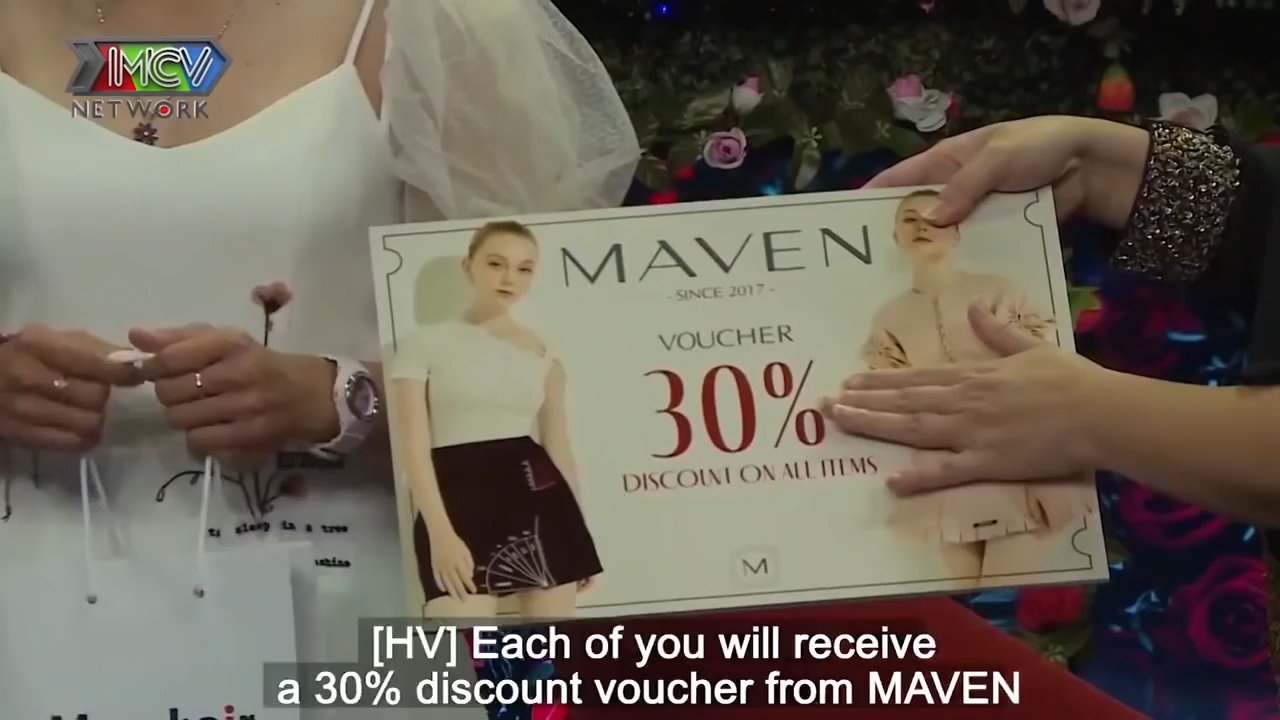 MCV
NETWORK
MAVEN
- SINCE 2017 -
VOUCHER
30%
DISCOUNT ON ALL ITEMS
M
[HV] Each of you will receive
a 30% discount voucher from MAVEN